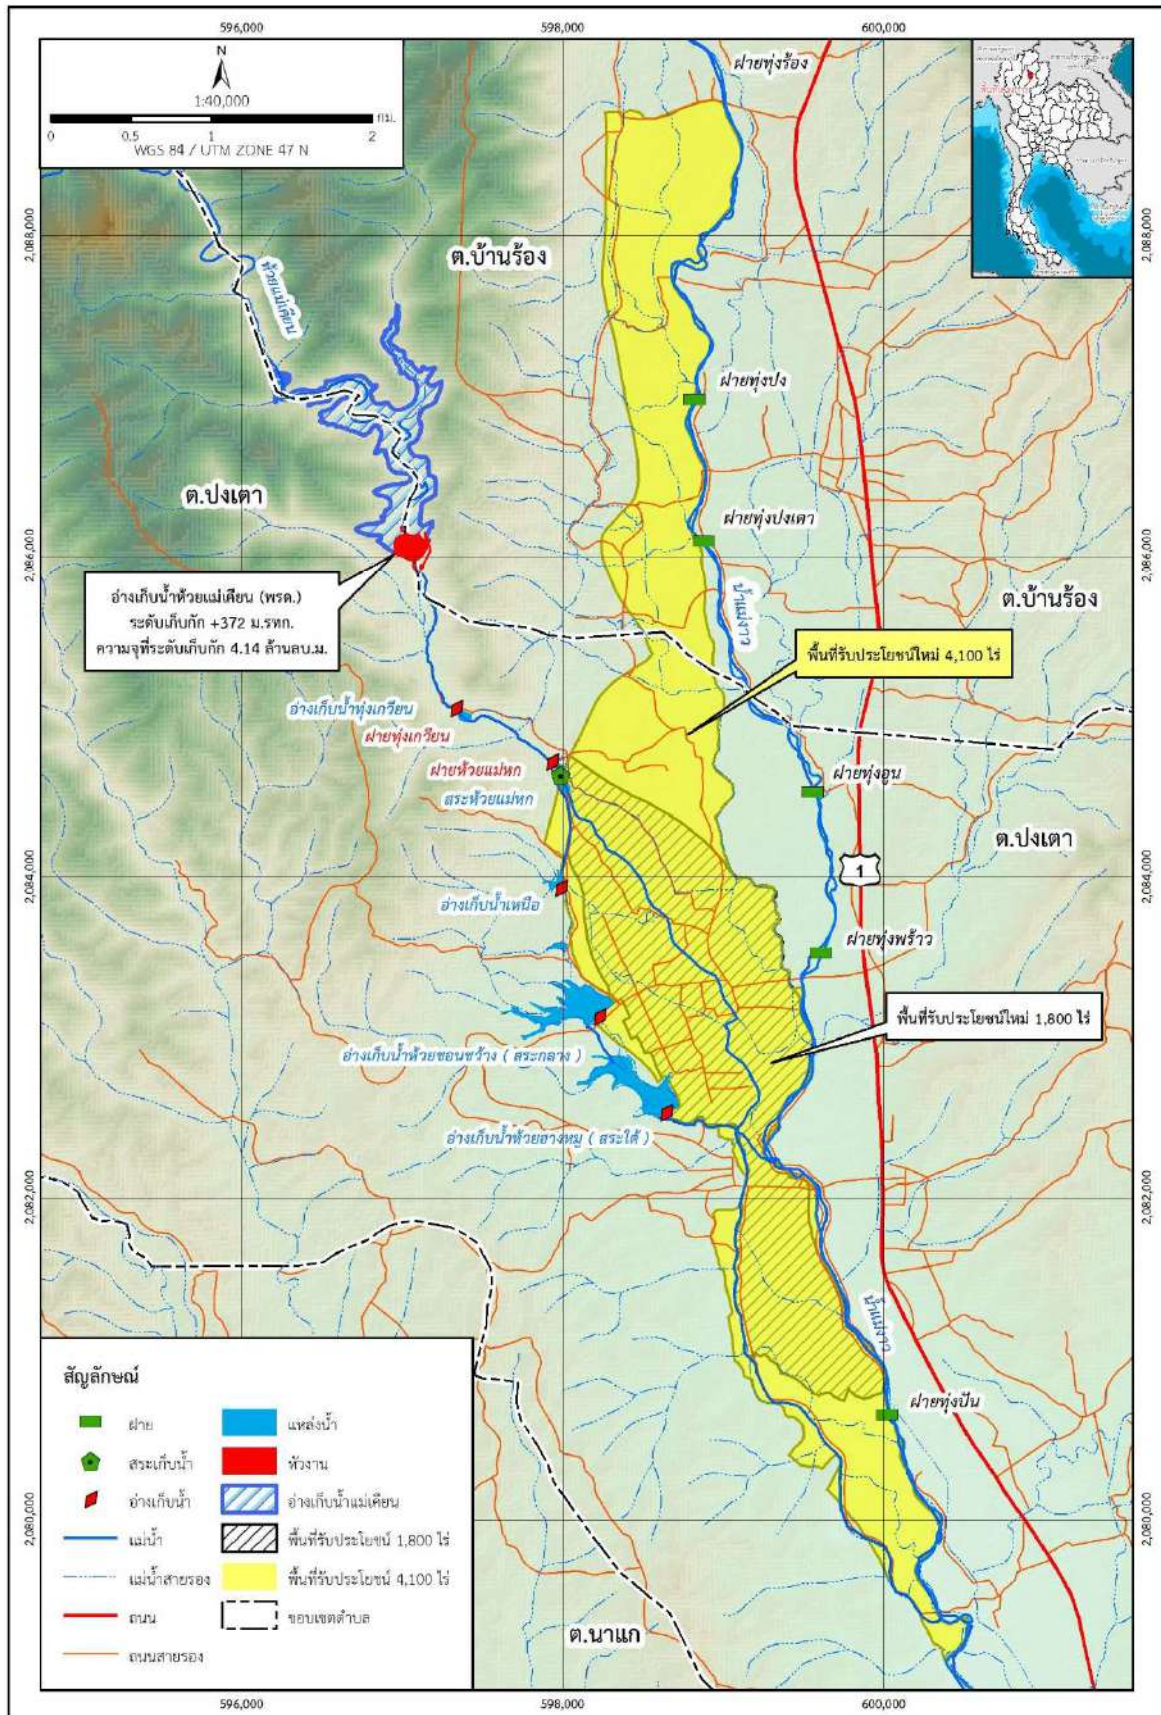 596,000
598,000
600,000
N
1:40,000
กม.
0
0.5
1
2
WGS 84 / UTM ZONE 47 N
ฝายทุ่งร้อง
2,088,000
2,088,000
ห้วยแม่เคียน
ต.บ้านร้อง
ฝายทุ่งปง
ต.ปงเตา
ฝายทุ่งปงเตา
2,086,000
2,086,000
น้ำแม่งาว
ต.บ้านร้อง
อ่างเก็บน้ำห้วยแม่เคียน (พรด.)
ระดับเก็บกัก +372 ม.รทก.
ความจุที่ระดับเก็บกัก 4.14 ล้านลบ.ม.
พื้นที่รับประโยชน์ใหม่ 4,100 ไร่
อ่างเก็บน้ำทุ่งเกวียน
ฝายทุ่งเกวียน
ฝายห้วยแม่หก
สระห้วยแม่หก
ฝายทุ่งอูน
ต.ปงเตา
2,084,000
2,084,000
1
อ่างเก็บน้ำเหนือ
ฝายทุ่งพร้าว
พื้นที่รับประโยชน์ใหม่ 1,800 ไร่
อ่างเก็บน้ำห้วยขอนขว้าง ( สระกลาง )
อ่างเก็บน้ำห้วยฮางหมู ( สระใต้ )
2,082,000
2,082,000
น้ำแม่งาว
ฝายทุ่งปัน
สัญลักษณ์
ฝาย
แหล่งน้ำ
สระเก็บน้ำ
หัวงาน
อ่างเก็บน้ำ
อ่างเก็บน้ำแม่เคียน
แม่น้ำ
พื้นที่รับประโยชน์ 1,800 ไร่
แม่น้ำสายรอง
พื้นที่รับประโยชน์ 4,100 ไร่
ถนน
ขอบเขตตำบล
ถนนสายรอง
2,080,000
2,080,000
ต.นาแก
596,000
598,000
600,000